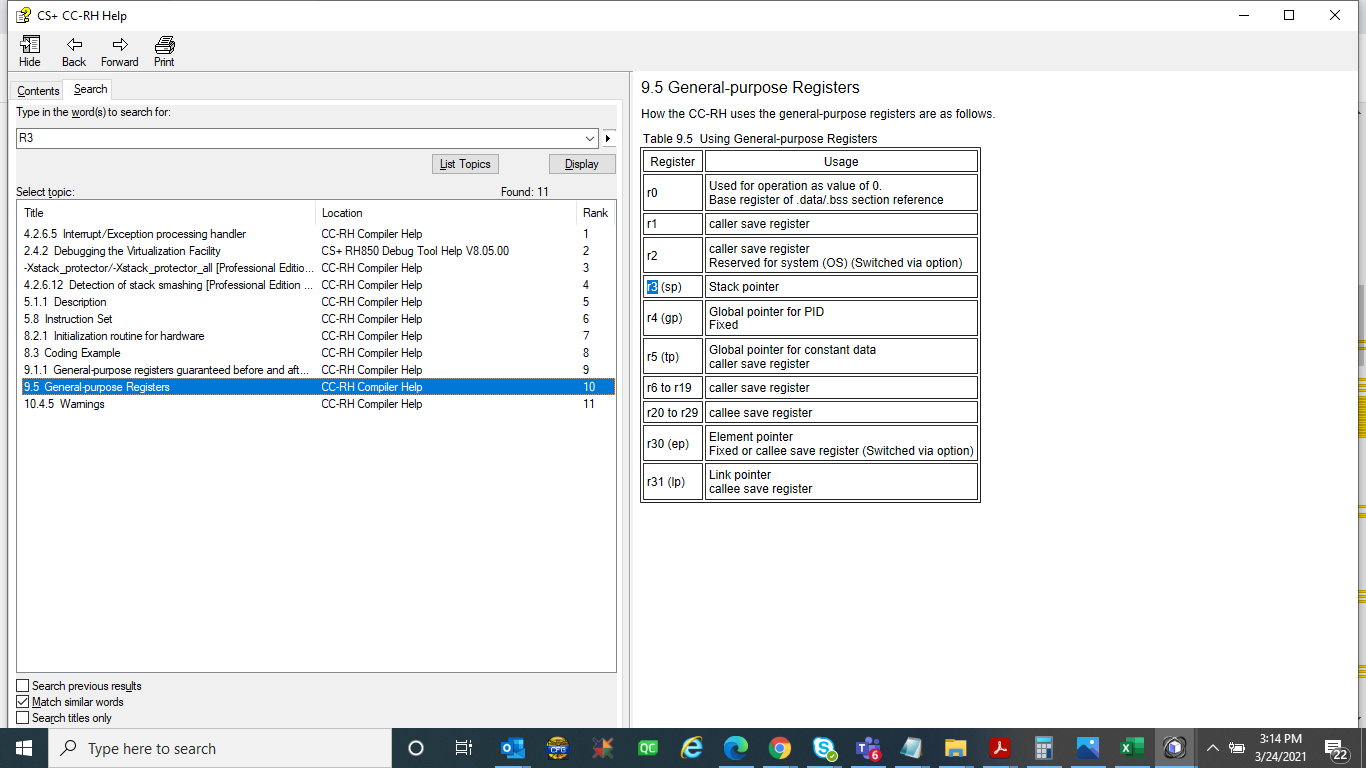 CS+ CC-RH Help
Hide Back Forward Print
Contents Search
Type in the word(s) to search for:
R3
List Topics Display
Select topic: Found: 11
Title Location Rank
4.2.6.5 Interrupt/Exception processing handler CC-RH Compiler Help 1
2.4.2 Debugging the Virtualization Facility CS+ RH850 Debug Tool Help V8.05.00 2
-Xstack_protector/-Xstack_protector_all [Professional Editio... CC-RH Compiler Help 3
4.2.6.12 Detection of stack smashing [Professional Edition ... CC-RH Compiler Help 4
5.1.1 Description CC-RH Compiler Help 5
5.8 Instruction Set CC-RH Compiler Help 6
8.2.1 Initialization routine for hardware CC-RH Compiler Help 7
8.3 Coding Example CC-RH Compiler Help 8
9.1.1 General-purpose registers guaranteed before and aft... CC-RH Compiler Help 9
9.5 General-purpose Registers CC-RH Compiler Help 10
10.4.5 Warnings CC-RH Compiler Help 11
Search previous results
Match similar words
Search titles only
9.5 General-purpose Registers
How the CC-RH uses the general-purpose registers are as follows.
Table 9.5 Using General-purpose Registers
Register Usage
r0 Used for operation as value of 0.
Base register of .data/.bss section reference
r1 caller save register
r2 caller save register
Reserved for system (OS) (Switched via option)
r3 (sp) Stack pointer
r4 (gp) Global pointer for PID
Fixed
r5 (tp) Global pointer for constant data
caller save register
r6 to r19 caller save register
r20 to r29 callee save register
r30 (ep) Element pointer
Fixed or callee save register (Switched via option)
r31 (lp) Link pointer
callee save register
Type here to search
CFG
QC
6
3:14 PM
3/24/2021
22